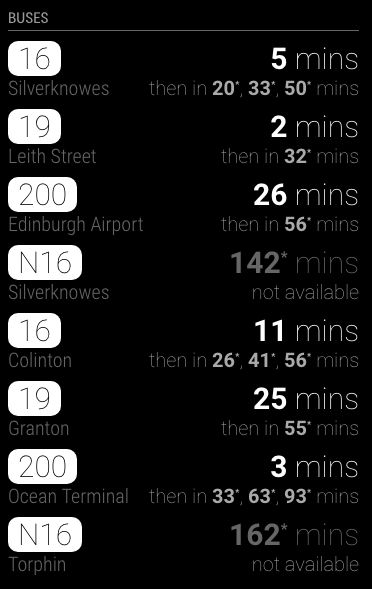 BUSES
16 5 mins
Silverknowes then in 20*, 33*, 50* mins
19 2 mins
Leith Street then in 32* mins
200 26 mins
Edinburgh Airport then in 56* mins
N16 142* mins
Silverknowes not available
16 11 mins
Colinton then in 26*, 41*, 56* mins
19 25 mins
Granton then in 55* mins
200 3 mins
Ocean Terminal then in 33*, 63*, 93* mins
N16 162* mins
Torphin not available